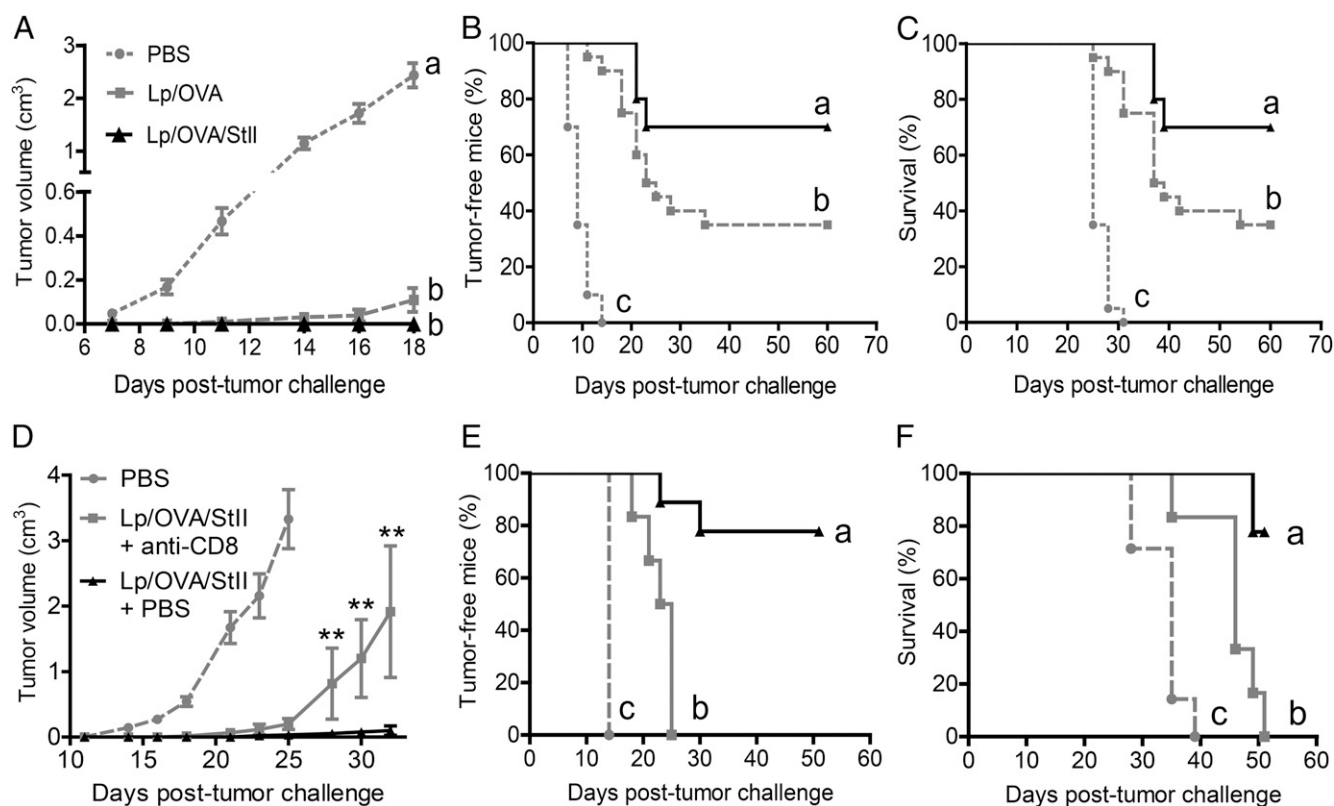 A
Tumor volume (cm³)
3
2
1
0.6
0.4
0.2
0.0
PBS
Lp/OVA
Lp/OVA/StII
a
b
b
6 8 10 12 14 16 18
Days post-tumor challenge
B
Tumor-free mice (%)
100
80
60
40
20
0
a
b
c
0 10 20 30 40 50 60 70
Days post-tumor challenge
C
Survival (%)
100
80
60
40
20
0
a
b
c
0 10 20 30 40 50 60 70
Days post-tumor challenge
D
Tumor volume (cm³)
4
3
2
1
0
PBS
Lp/OVA/StII
+ anti-CD8
Lp/OVA/StII
+ PBS
** ** **
10 15 20 25 30
Days post-tumor challenge
E
Tumor-free mice (%)
100
80
60
40
20
0
a
c b
0 10 20 30 40 50 60
Days post-tumor challenge
F
Survival (%)
100
80
60
40
20
0
a
c b
0 10 20 30 40 50 60
Days post-tumor challenge